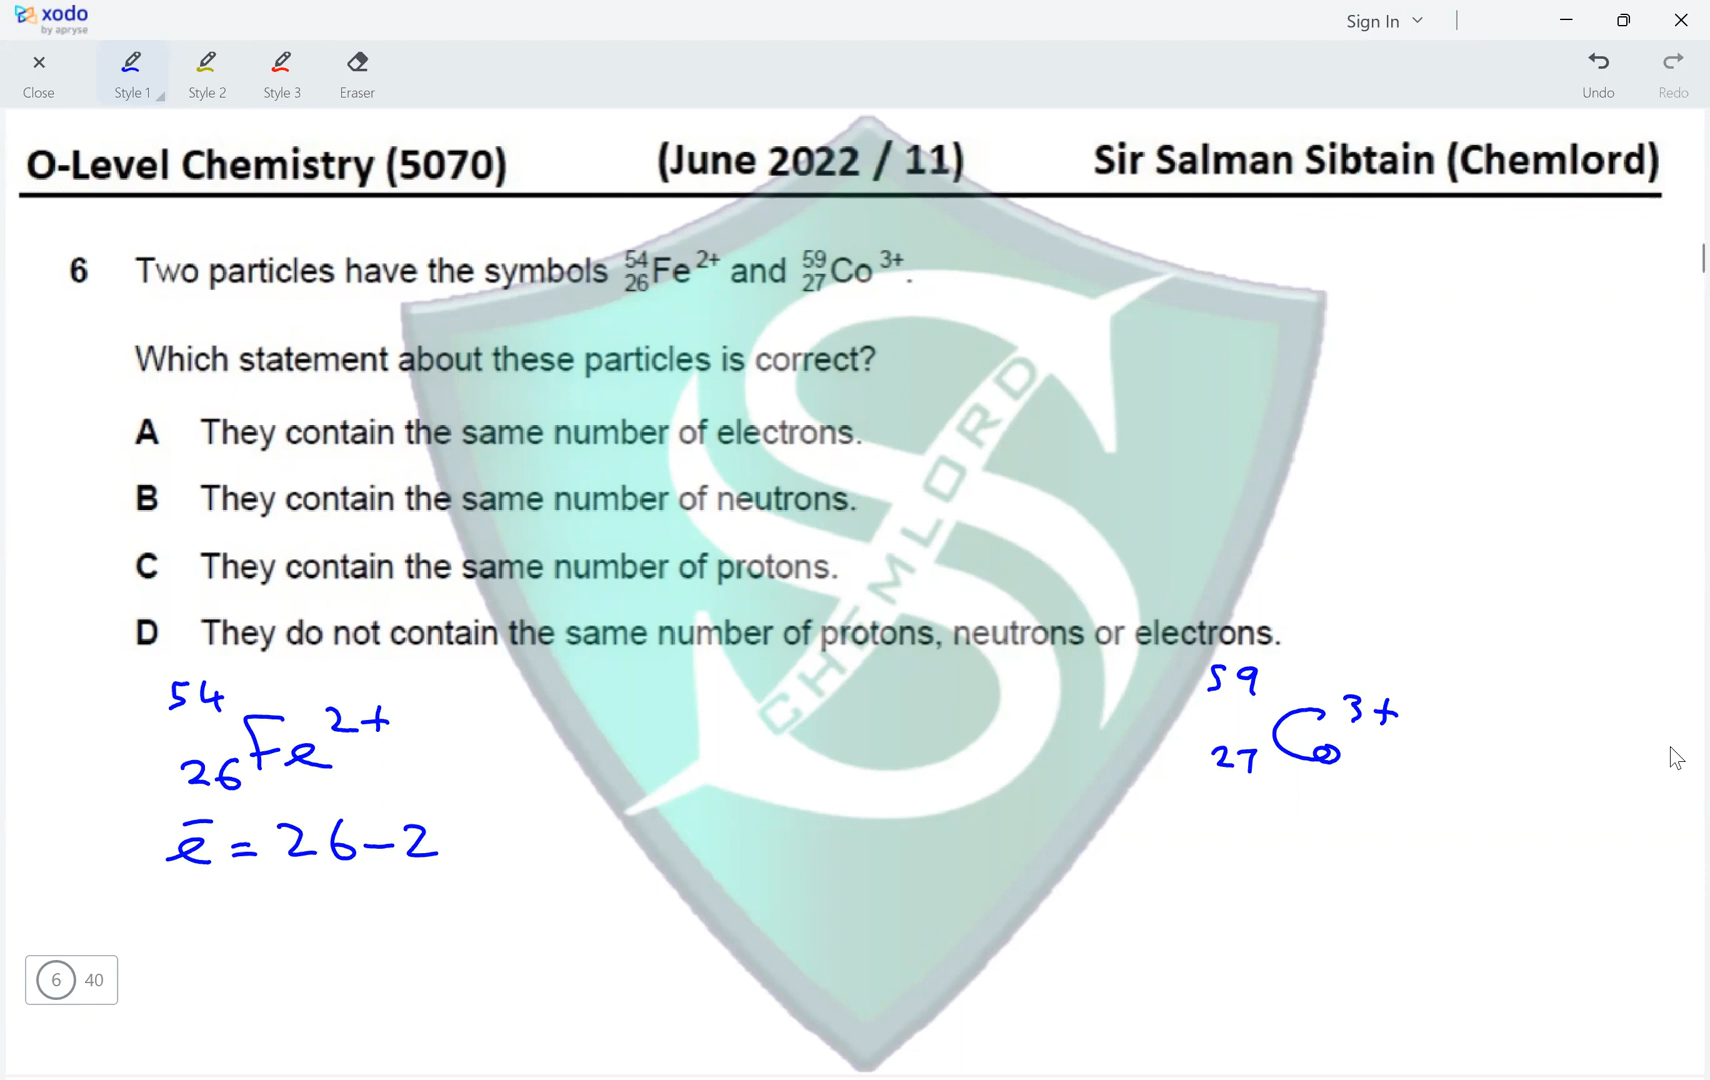 xodo
by apryse
Sign In
Close
Style 1
Style 2
Style 3
Eraser
Undo
Redo
O-Level Chemistry (5070) (June 2022 / 11) Sir Salman Sibtain (Chemlord)
6 Two particles have the symbols ⁵⁴₂₆Fe²⁺ and ⁵⁹₂₇Co³⁺.
Which statement about these particles is correct?
A They contain the same number of electrons.
B They contain the same number of neutrons.
C They contain the same number of protons.
D They do not contain the same number of protons, neutrons or electrons.
CHEMLORD
⁵⁴₂₆Fe²⁺ ⁵⁹₂₇Co³⁺
ē = 26-2
6 40